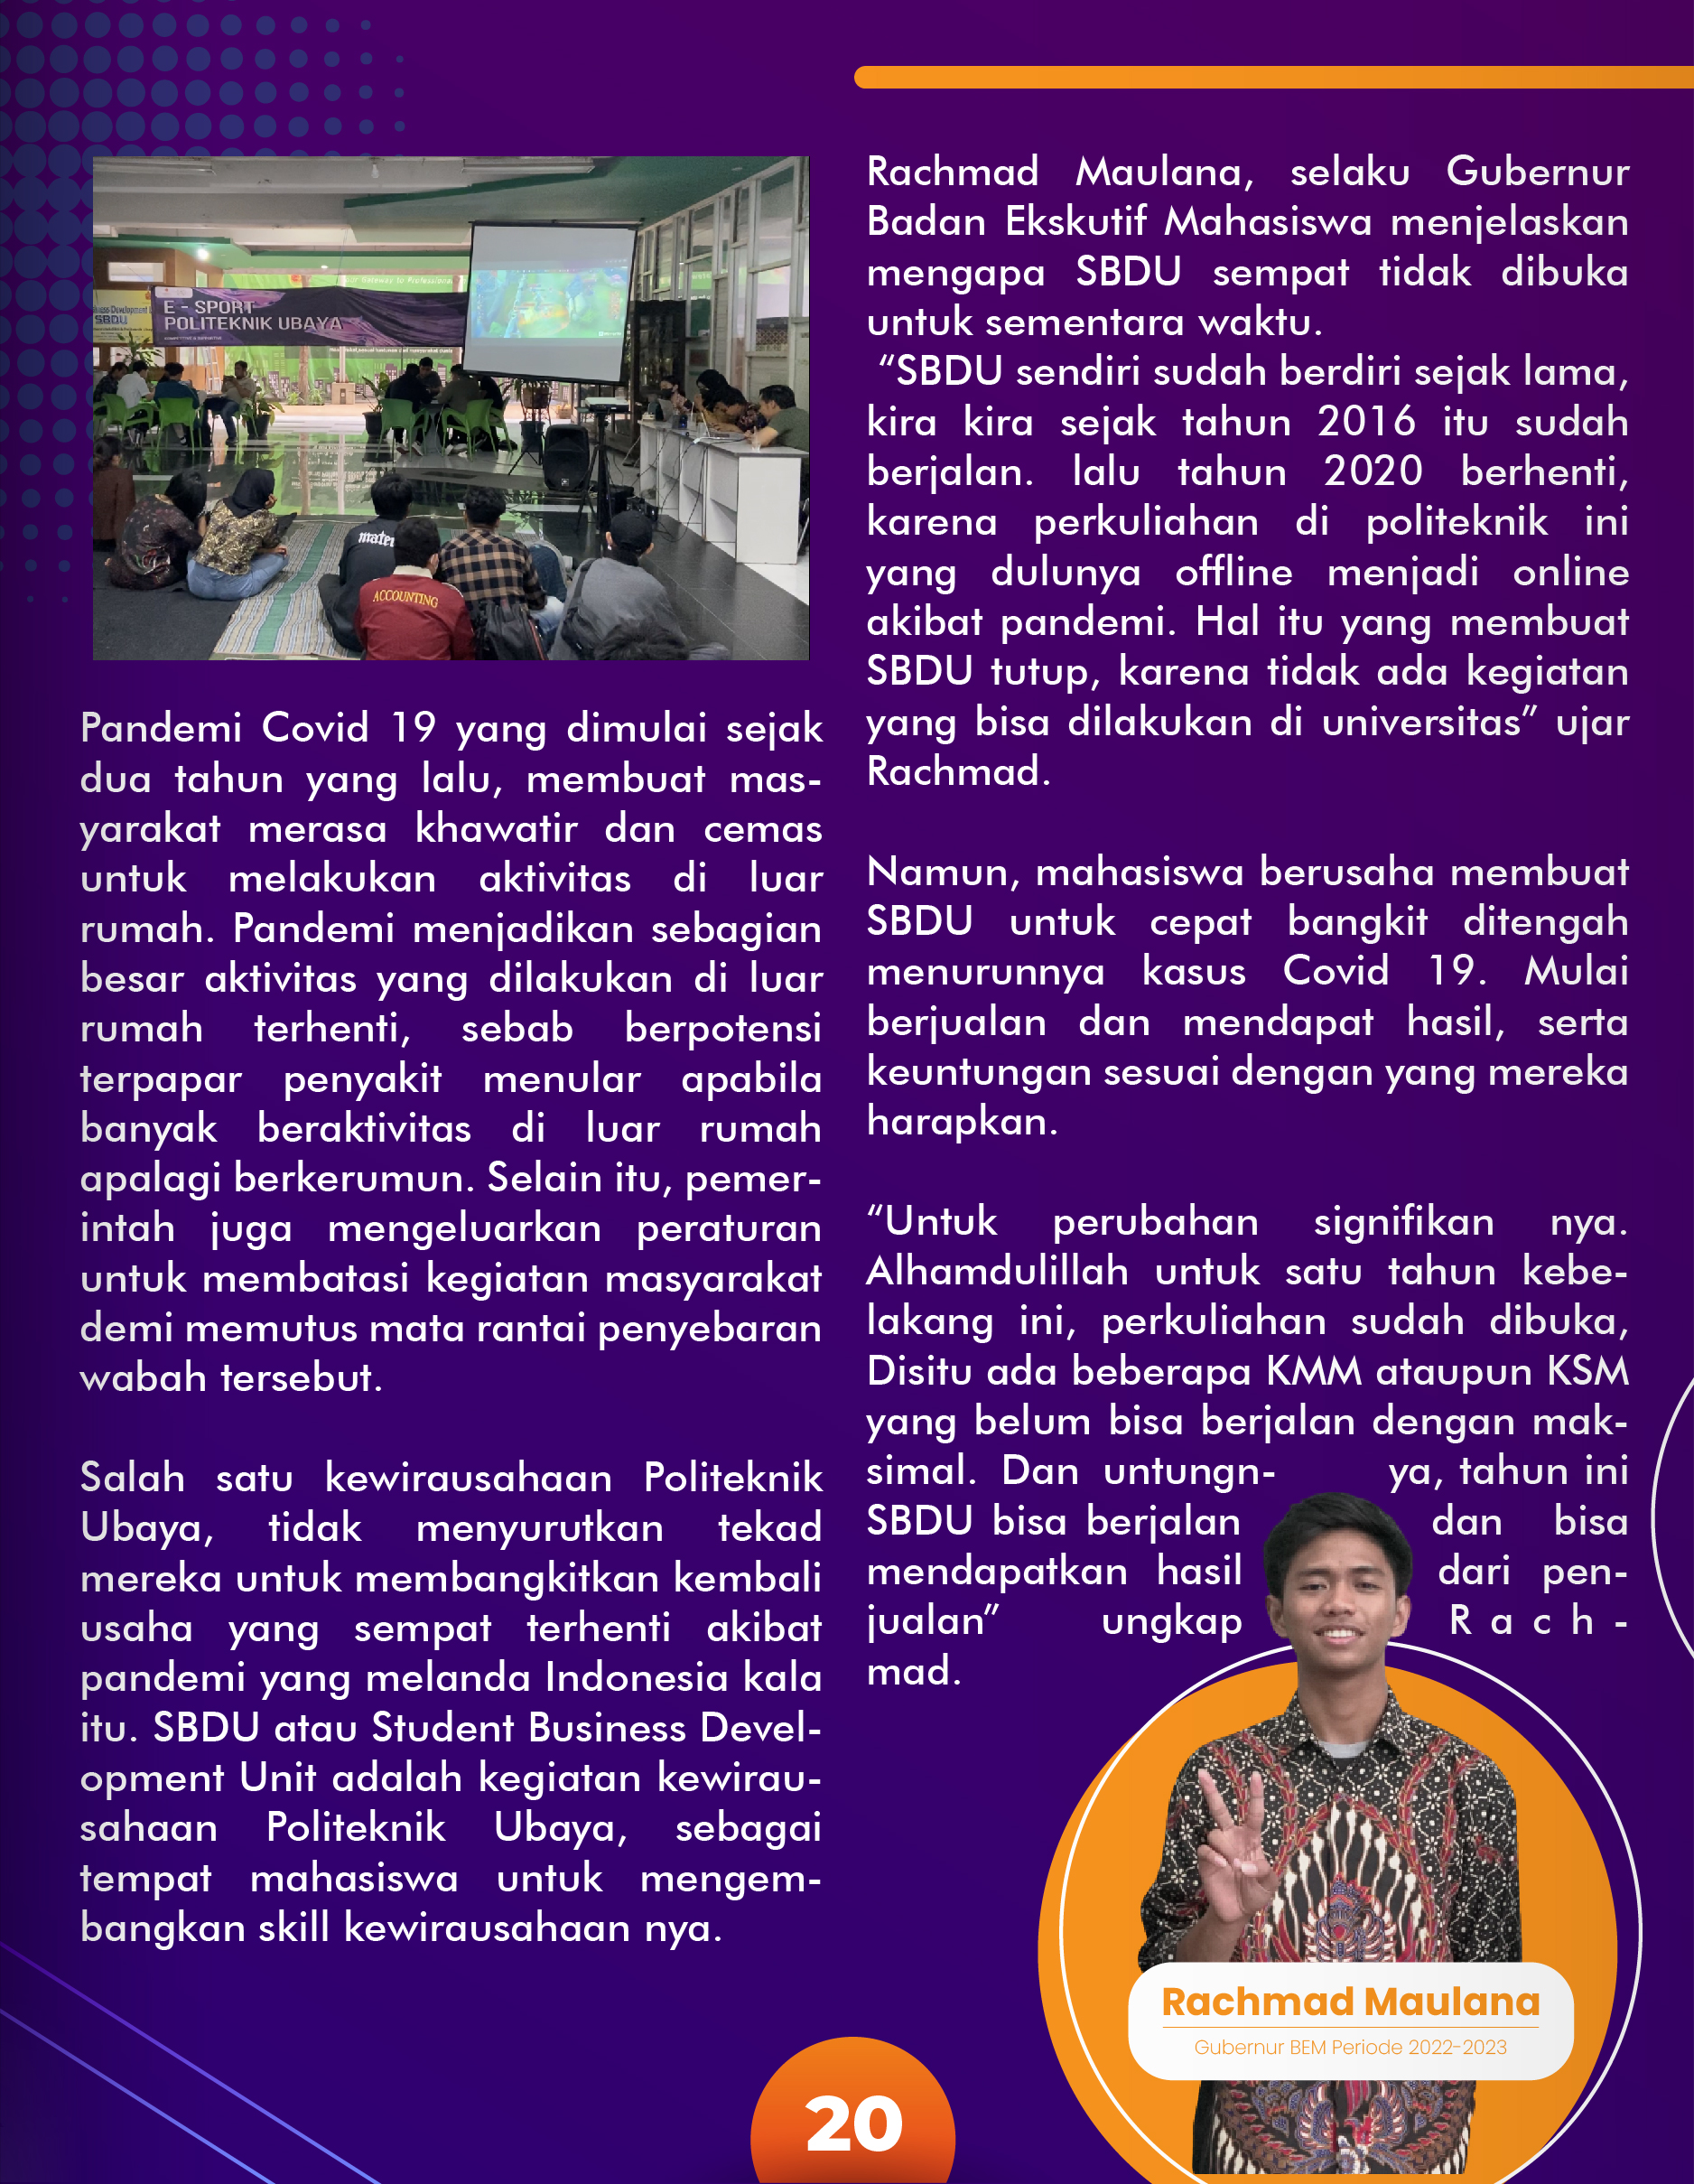 E - SPORT
POLITEKNIK UBAYA
SBDU
mater
ACCOUNTING
Pandemi Covid 19 yang dimulai sejak
dua tahun yang lalu, membuat mas-
yarakat merasa khawatir dan cemas
untuk melakukan aktivitas di luar
rumah. Pandemi menjadikan sebagian
besar aktivitas yang dilakukan di luar
rumah terhenti, sebab berpotensi
terpapar penyakit menular apabila
banyak beraktivitas di luar rumah
apalagi berkerumun. Selain itu, pemer-
intah juga mengeluarkan peraturan
untuk membatasi kegiatan masyarakat
demi memutus mata rantai penyebaran
wabah tersebut.
Salah satu kewirausahaan Politeknik
Ubaya, tidak menyurutkan tekad
mereka untuk membangkitkan kembali
usaha yang sempat terhenti akibat
pandemi yang melanda Indonesia kala
itu. SBDU atau Student Business Devel-
opment Unit adalah kegiatan kewirau-
sahaan Politeknik Ubaya, sebagai
tempat mahasiswa untuk mengem-
bangkan skill kewirausahaan nya.
Rachmad Maulana, selaku Gubernur
Badan Ekskutif Mahasiswa menjelaskan
mengapa SBDU sempat tidak dibuka
untuk sementara waktu.
“SBDU sendiri sudah berdiri sejak lama,
kira kira sejak tahun 2016 itu sudah
berjalan. lalu tahun 2020 berhenti,
karena perkuliahan di politeknik ini
yang dulunya offline menjadi online
akibat pandemi. Hal itu yang membuat
SBDU tutup, karena tidak ada kegiatan
yang bisa dilakukan di universitas” ujar
Rachmad.
Namun, mahasiswa berusaha membuat
SBDU untuk cepat bangkit ditengah
menurunnya kasus Covid 19. Mulai
berjualan dan mendapat hasil, serta
keuntungan sesuai dengan yang mereka
harapkan.
“Untuk perubahan signifikan nya.
Alhamdulillah untuk satu tahun kebe-
lakang ini, perkuliahan sudah dibuka,
Disitu ada beberapa KMM ataupun KSM
yang belum bisa berjalan dengan mak-
simal. Dan untungn- ya, tahun ini
SBDU bisa berjalan dan bisa
mendapatkan hasil dari pen-
jualan” ungkap Rach-
mad.
Rachmad Maulana
Gubernur BEM Periode 2022-2023
20